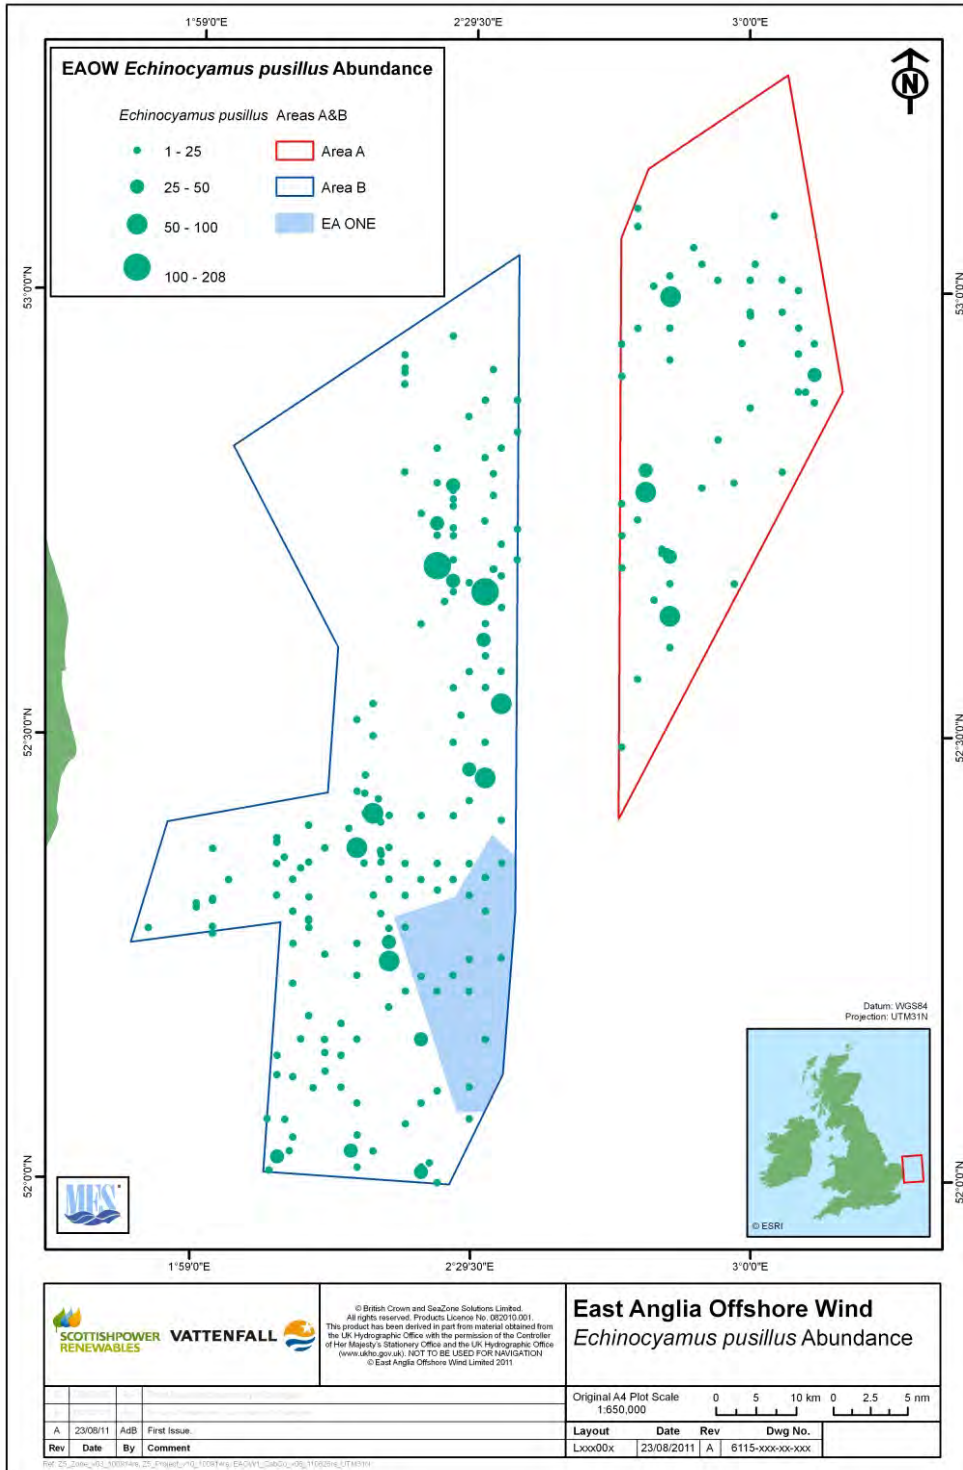 1°59'0"E 2°29'30"E 3°0'0"E
EAOW Echinocyamus pusillus Abundance
Echinocyamus pusillus Areas A&B
1 - 25 Area A
25 - 50 Area B
50 - 100 EA ONE
100 - 208
N
53°0'0"N 53°0'0"N
52°30'0"N 52°30'0"N
52°0'0"N 52°0'0"N
Datum: WGS84
Projection: UTM31N
© ESRI
MES
1°59'0"E 2°29'30"E 3°0'0"E
SCOTTISHPOWER
RENEWABLES
VATTENFALL
© British Crown and SeaZone Solutions Limited.
All rights reserved. Products Licence No. 082010.001.
This product has been derived in part from material obtained from
the UK Hydrographic Office with the permission of the Controller
of Her Majesty's Stationery Office and the UK Hydrographic Office
(www.ukho.gov.uk). NOT TO BE USED FOR NAVIGATION
© East Anglia Offshore Wind Limited 2011
East Anglia Offshore Wind
Echinocyamus pusillus Abundance
Original A4 Plot Scale
1:650,000
0 5 10 km 0 2.5 5 nm
A 23/08/11 AdB First Issue.
Rev Date By Comment
Layout Date Rev Dwg No.
Lxxx00x 23/08/2011 A 6115-xxx-xx-xxx